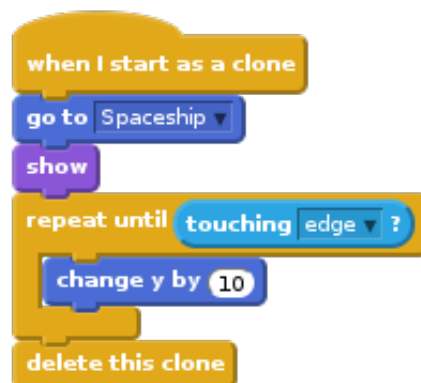 when I start as a clone
go to Spaceship
show
repeat until touching edge ?
change y by 10
delete this clone